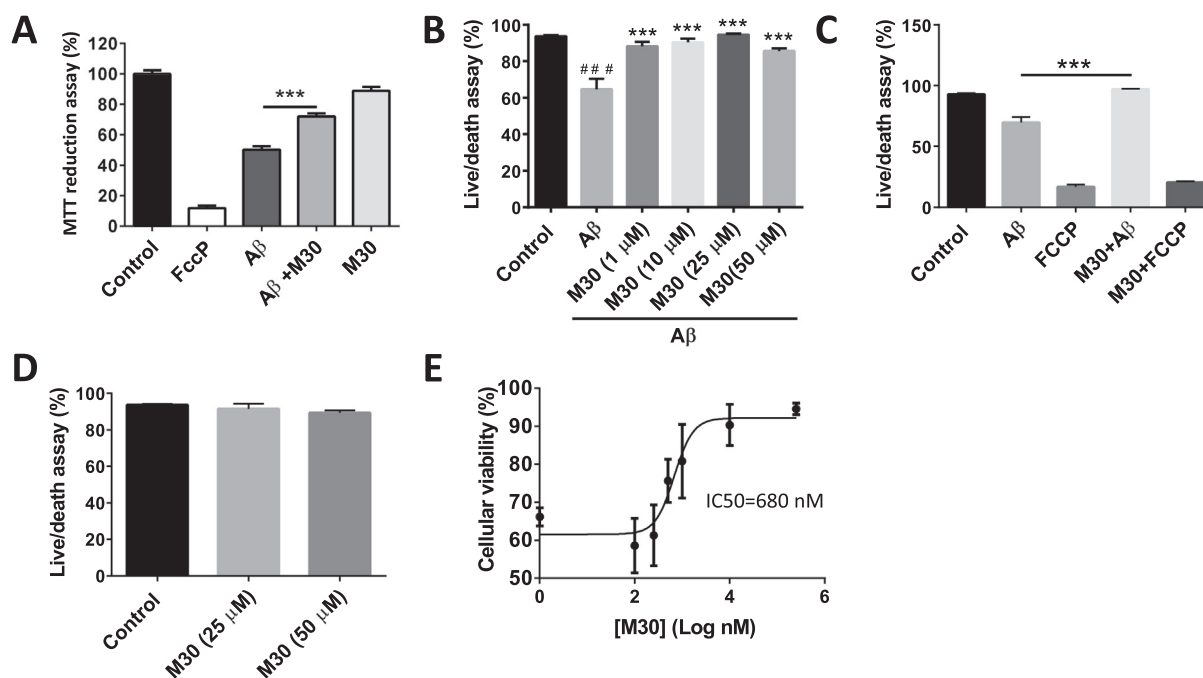 A
MTT reduction assay (%)
120
100
80
60
40
20
0
***
Control
FccP
Aβ
Aβ +M30
M30
B
Live/death assay (%)
100
80
60
40
20
0
###
***
***
***
***
Control
Aβ
M30 (1 μM)
M30 (10 μM)
M30 (25 μM)
M30(50 μM)
Aβ
C
Live/death assay (%)
150
100
50
0
***
Control
Aβ
FCCP
M30+Aβ
M30+FCCP
D
Live/death assay (%)
100
80
60
40
20
0
Control
M30 (25 μM)
M30 (50 μM)
E
Cellular viability (%)
100
90
80
70
60
50
IC50=680 nM
0
2
4
6
[M30] (Log nM)